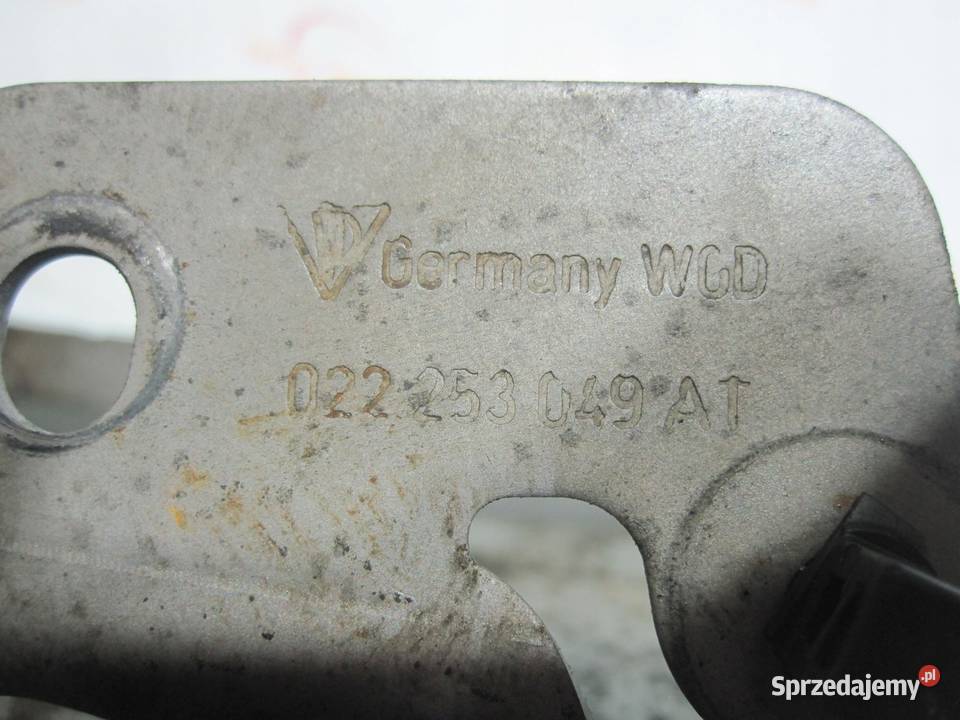 Germany WGD
022 253 049 AT
Sprzedajemy.pl